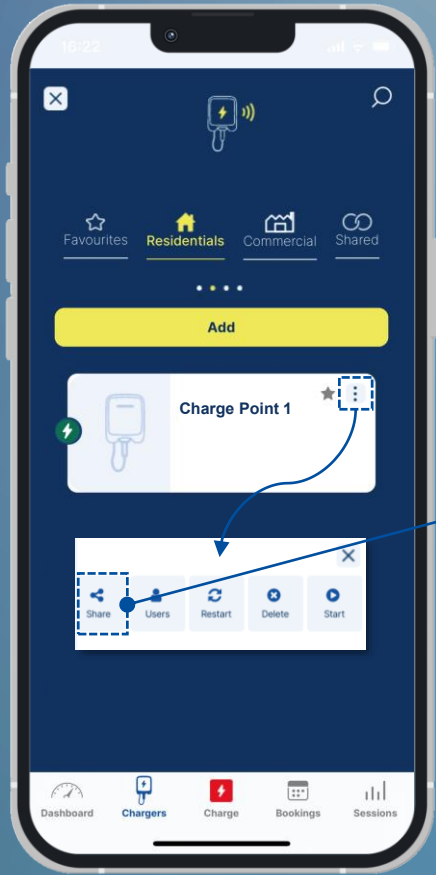 16:22
Favourites Residentials Commercial Shared
Add
Charge Point 1
Share Users Restart Delete Start
Dashboard Chargers Charge Bookings Sessions